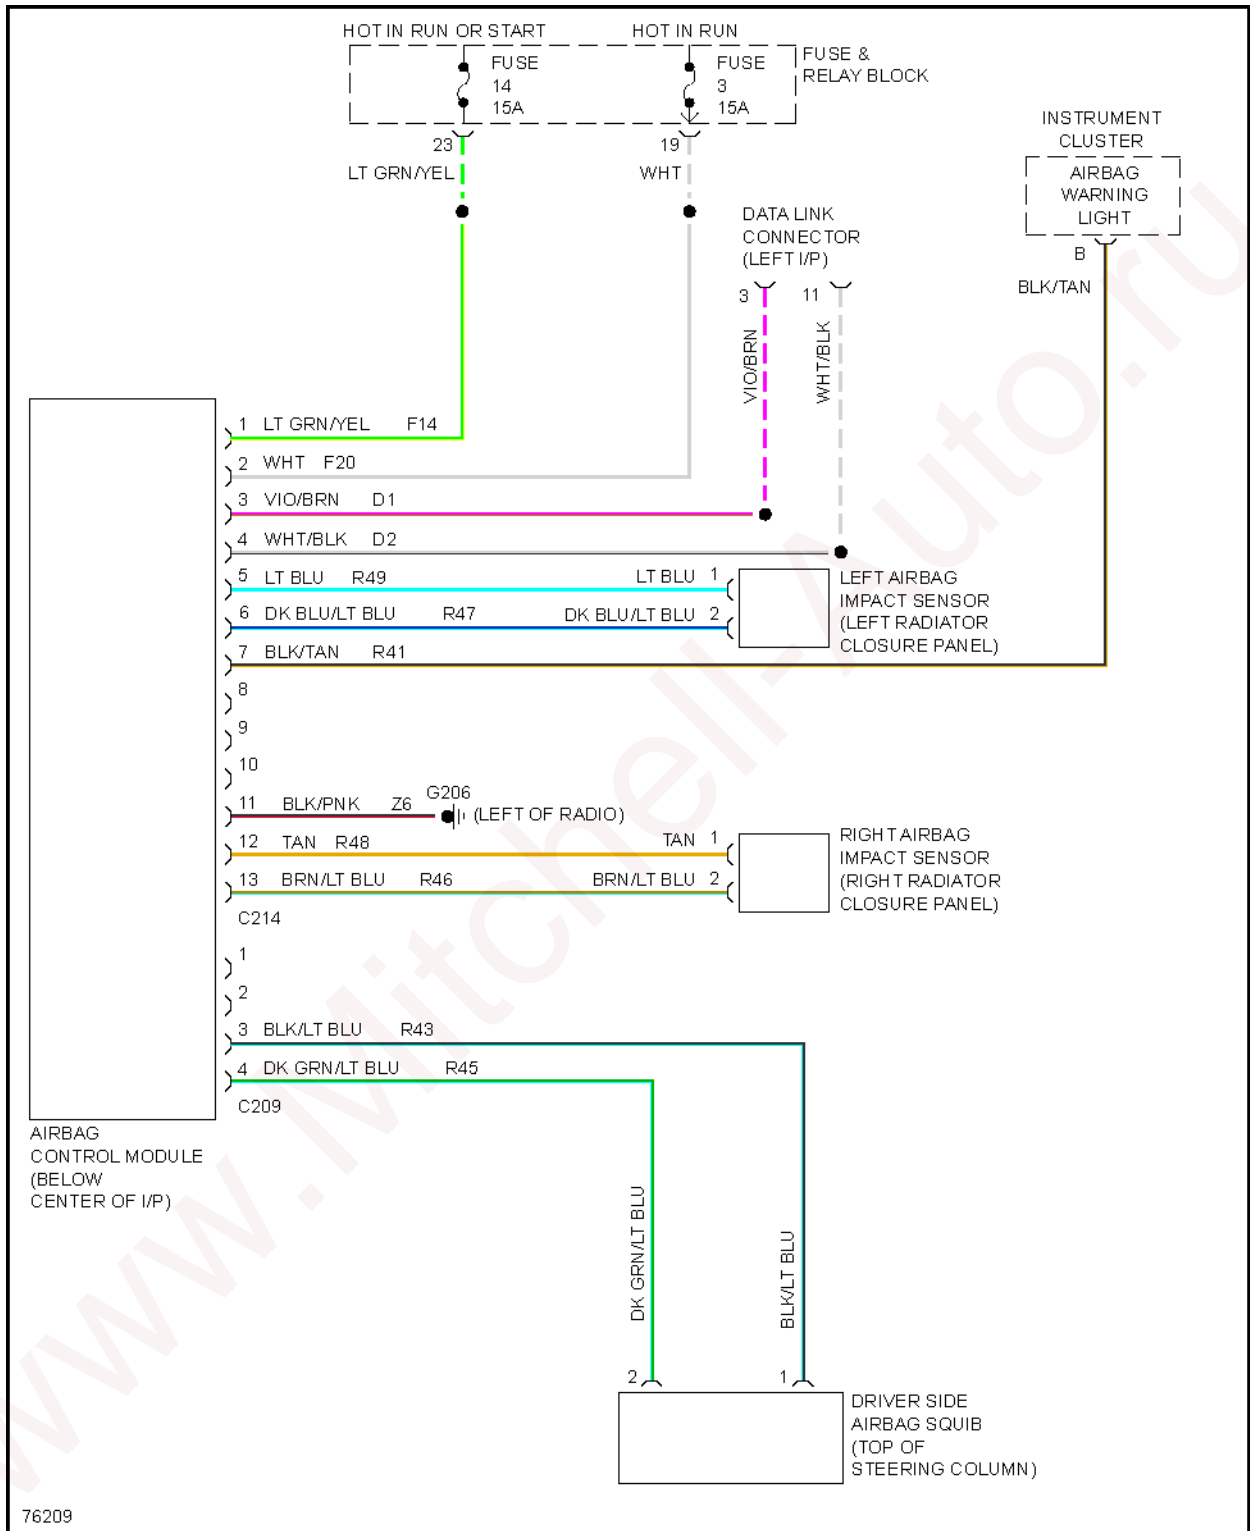 HOT IN RUN OR START
HOT IN RUN
FUSE
14
15A
FUSE
3
15A
FUSE &
RELAY BLOCK
23
19
LT GRN/YEL
WHT
INSTRUMENT
CLUSTER
AIRBAG
WARNING
LIGHT
B
BLK/TAN
DATA LINK
CONNECTOR
(LEFT I/P)
3
11
VIO/BRN
WHT/BLK
1 LT GRN/YEL F14
2 WHT F20
3 VIO/BRN D1
4 WHT/BLK D2
5 LT BLU R49 LT BLU 1
6 DK BLU/LT BLU R47 DK BLU/LT BLU 2
LEFT AIRBAG
IMPACT SENSOR
(LEFT RADIATOR
CLOSURE PANEL)
7 BLK/TAN R41
8
9
10
11 BLK/PNK Z6 G206 (LEFT OF RADIO)
12 TAN R48 TAN 1
13 BRN/LT BLU R46 BRN/LT BLU 2
RIGHT AIRBAG
IMPACT SENSOR
(RIGHT RADIATOR
CLOSURE PANEL)
C214
1
2
3 BLK/LT BLU R43
4 DK GRN/LT BLU R45
C209
AIRBAG
CONTROL MODULE
(BELOW
CENTER OF I/P)
DK GRN/LT BLU
BLK/LT BLU
2
1
DRIVER SIDE
AIRBAG SQUIB
(TOP OF
STEERING COLUMN)
76209
www.Mitchell-Auto.ru